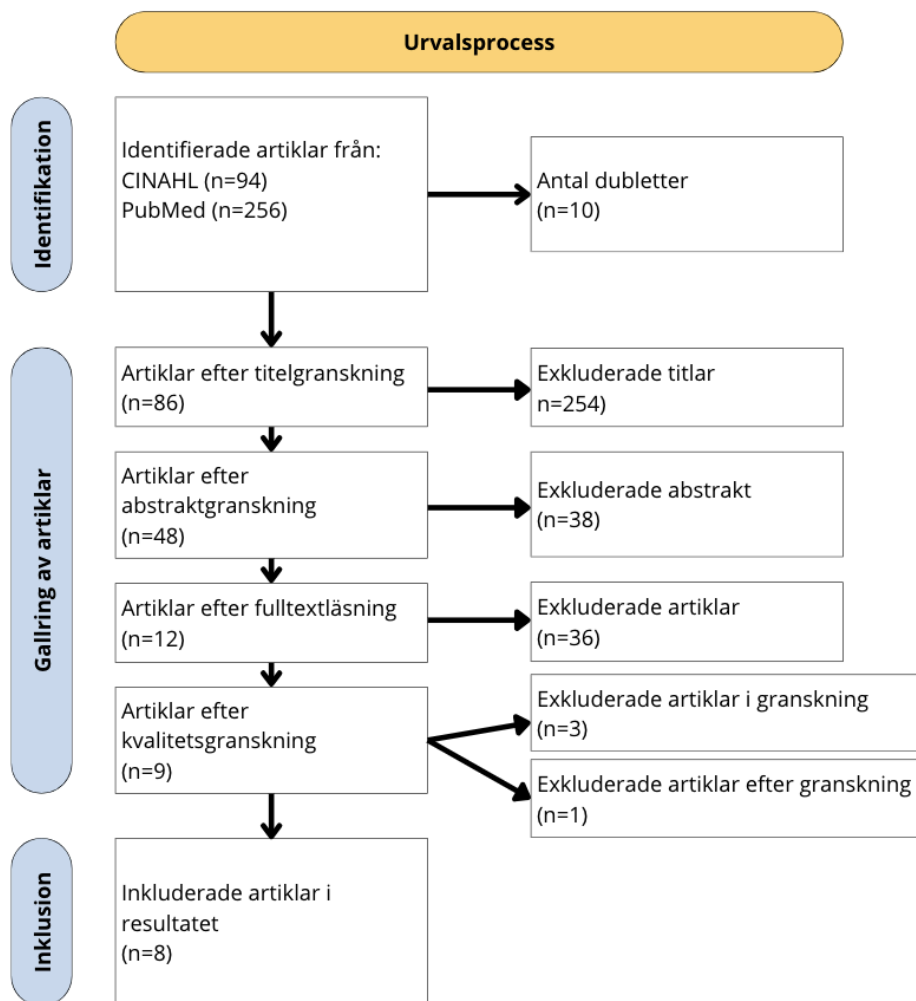 Urvalsprocess
Identifikation
Identifierade artiklar från:
CINAHL (n=94)
PubMed (n=256)
Antal dubletter
(n=10)
Gallring av artiklar
Artiklar efter titelgranskning
(n=86)
Exkluderade titlar
n=254)
Artiklar efter
abstraktgranskning
(n=48)
Exkluderade abstrakt
(n=38)
Artiklar efter fulltextläsning
(n=12)
Exkluderade artiklar
(n=36)
Artiklar efter
kvalitetsgranskning
(n=9)
Exkluderade artiklar i granskning
(n=3)
Exkluderade artiklar efter granskning
(n=1)
Inklusion
Inkluderade artiklar i
resultatet
(n=8)